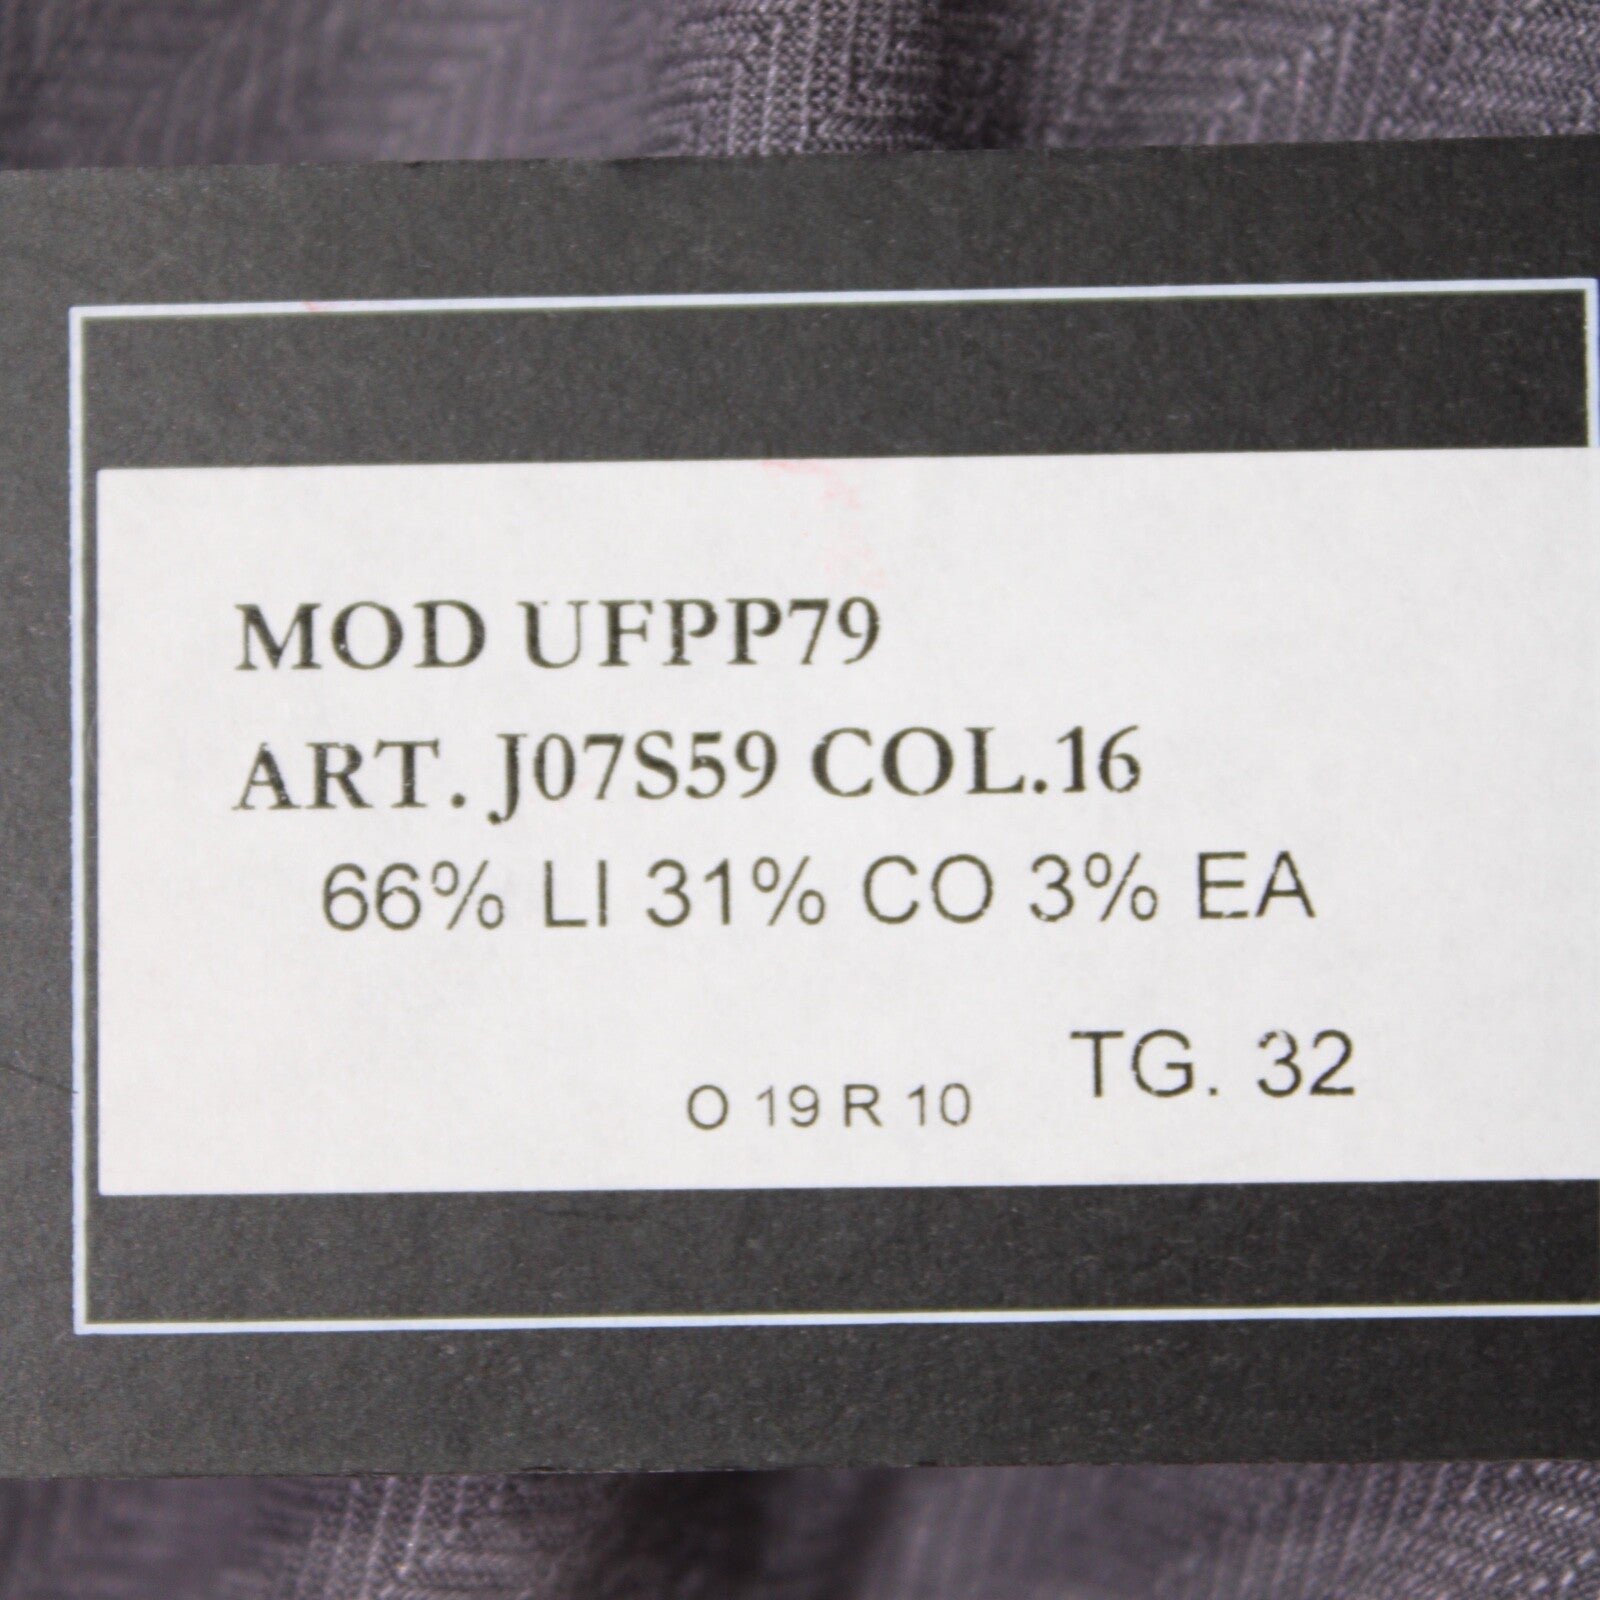 MOD UFPP79
ART. J07S59 COL.16
66% LI 31% CO 3% EA
TG. 32
O 19 R 10